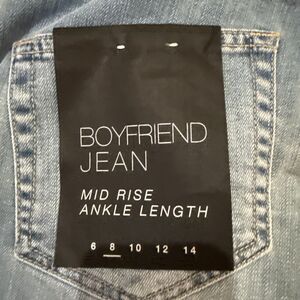 BOYFRIEND
JEAN
MID RISE
ANKLE LENGTH
6 8 10 12 14